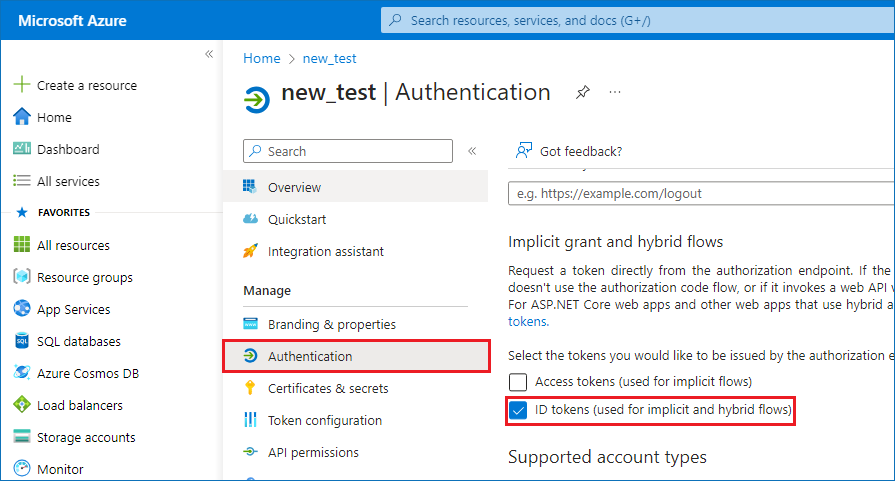 Microsoft Azure
Search resources, services, and docs (G+/)
Create a resource
Home
Dashboard
All services
FAVORITES
All resources
Resource groups
App Services
SQL databases
Azure Cosmos DB
Load balancers
Storage accounts
Monitor
Home > new_test
new_test | Authentication
Search
Overview
Quickstart
Integration assistant
Manage
Branding & properties
Authentication
Certificates & secrets
Token configuration
API permissions
Got feedback?
e.g. https://example.com/logout
Implicit grant and hybrid flows
Request a token directly from the authorization endpoint. If the
doesn't use the authorization code flow, or if it invokes a web API
For ASP.NET Core web apps and other web apps that use hybrid a
tokens.
Select the tokens you would like to be issued by the authorization e
Access tokens (used for implicit flows)
ID tokens (used for implicit and hybrid flows)
Supported account types